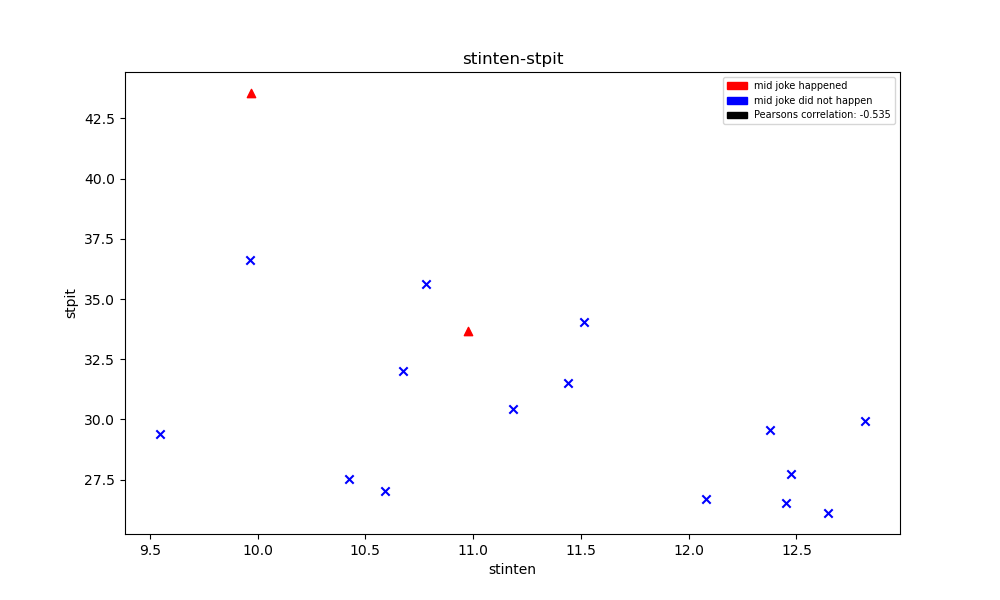 stinten-stpit
mid joke happened
mid joke did not happen
Pearsons correlation: -0.535
42.5
40.0
37.5
35.0
32.5
30.0
27.5
stpit
9.5 10.0 10.5 11.0 11.5 12.0 12.5
stinten